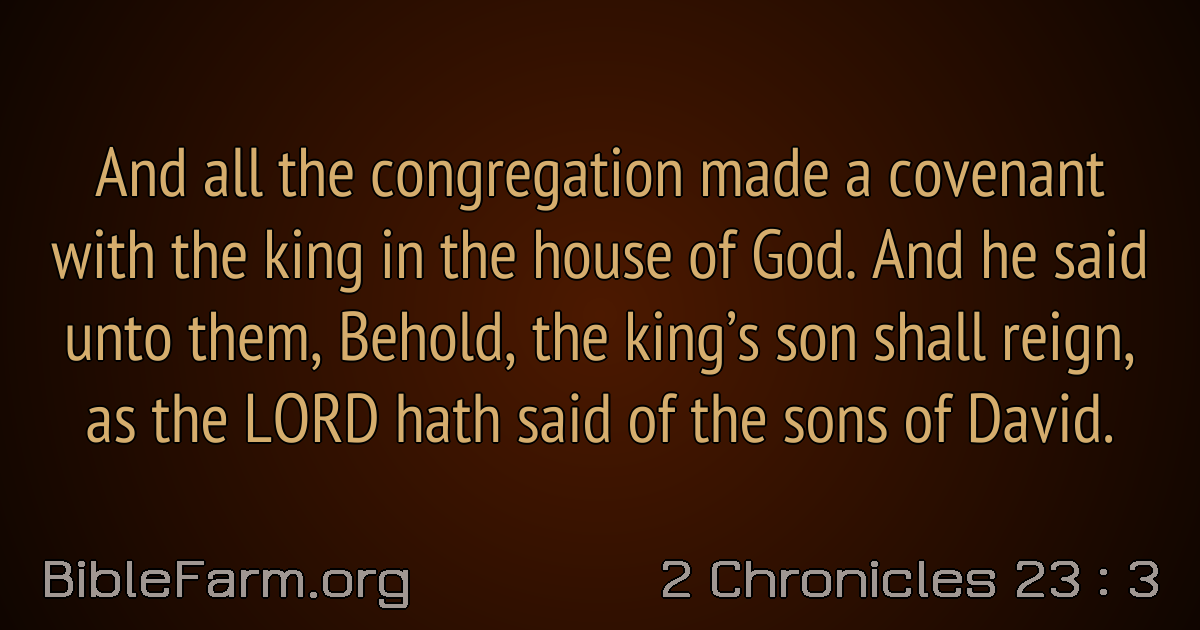 And all the congregation made a covenant
with the king in the house of God. And he said
unto them, Behold, the king’s son shall reign,
as the LORD hath said of the sons of David.
BibleFarm.org
2 Chronicles 23 : 3